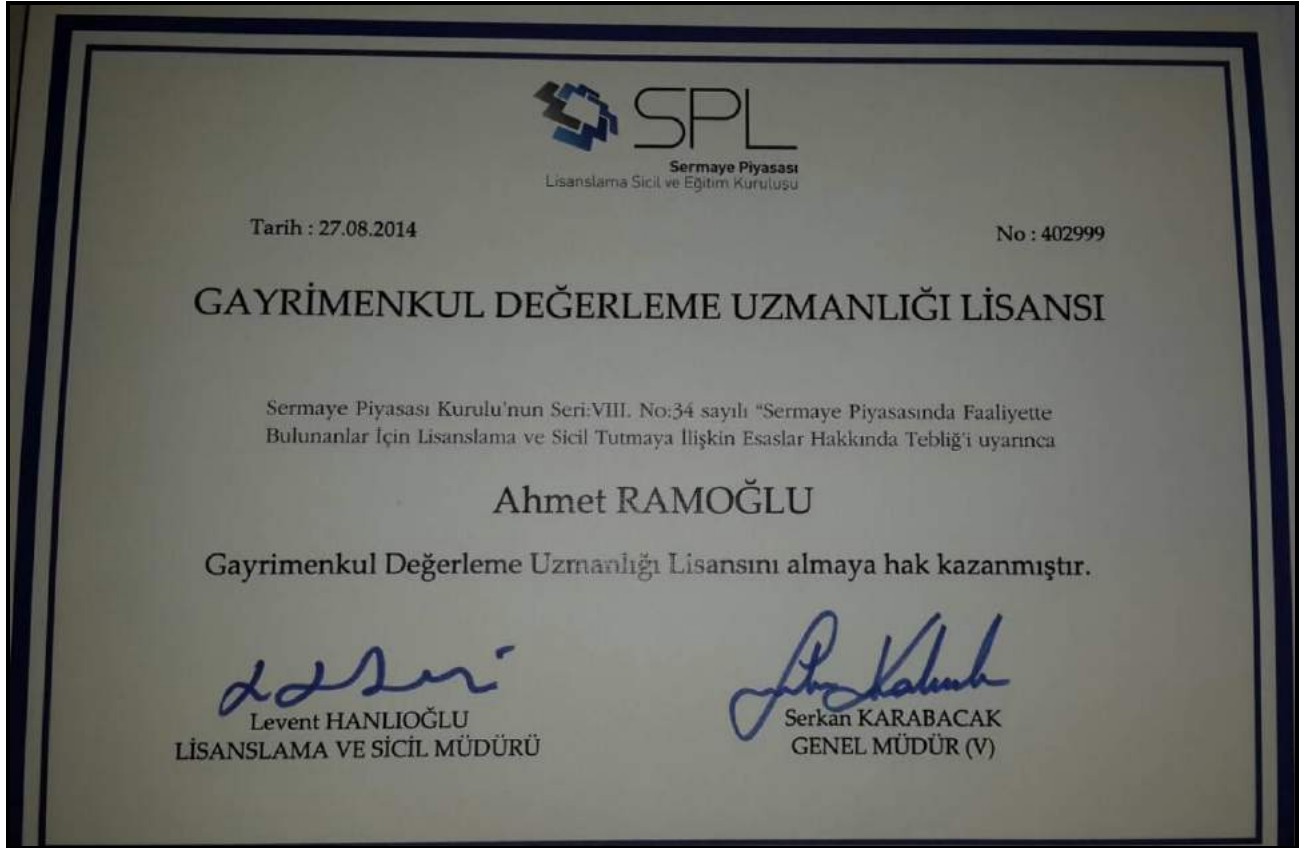 SPL
Sermaye Piyasası
Lisanslama Sicil ve Eğitim Kuruluşu
Tarih : 27.08.2014
No : 402999
GAYRİMENKUL DEĞERLEME UZMANLIĞI LİSANSI
Sermaye Piyasası Kurulu'nun Seri:VIII. No:34 sayılı "Sermaye Piyasasında Faaliyette
Bulunanlar İçin Lisanslama ve Sicil Tutmaya İlişkin Esaslar Hakkında Tebliğ'i uyarınca
Ahmet RAMOĞLU
Gayrimenkul Değerleme Uzmanlığı Lisansını almaya hak kazanmıştır.
Levent HANLIOĞLU
LİSANSLAMA VE SİCİL MÜDÜRÜ
Serkan KARABACAK
GENEL MÜDÜR (V)